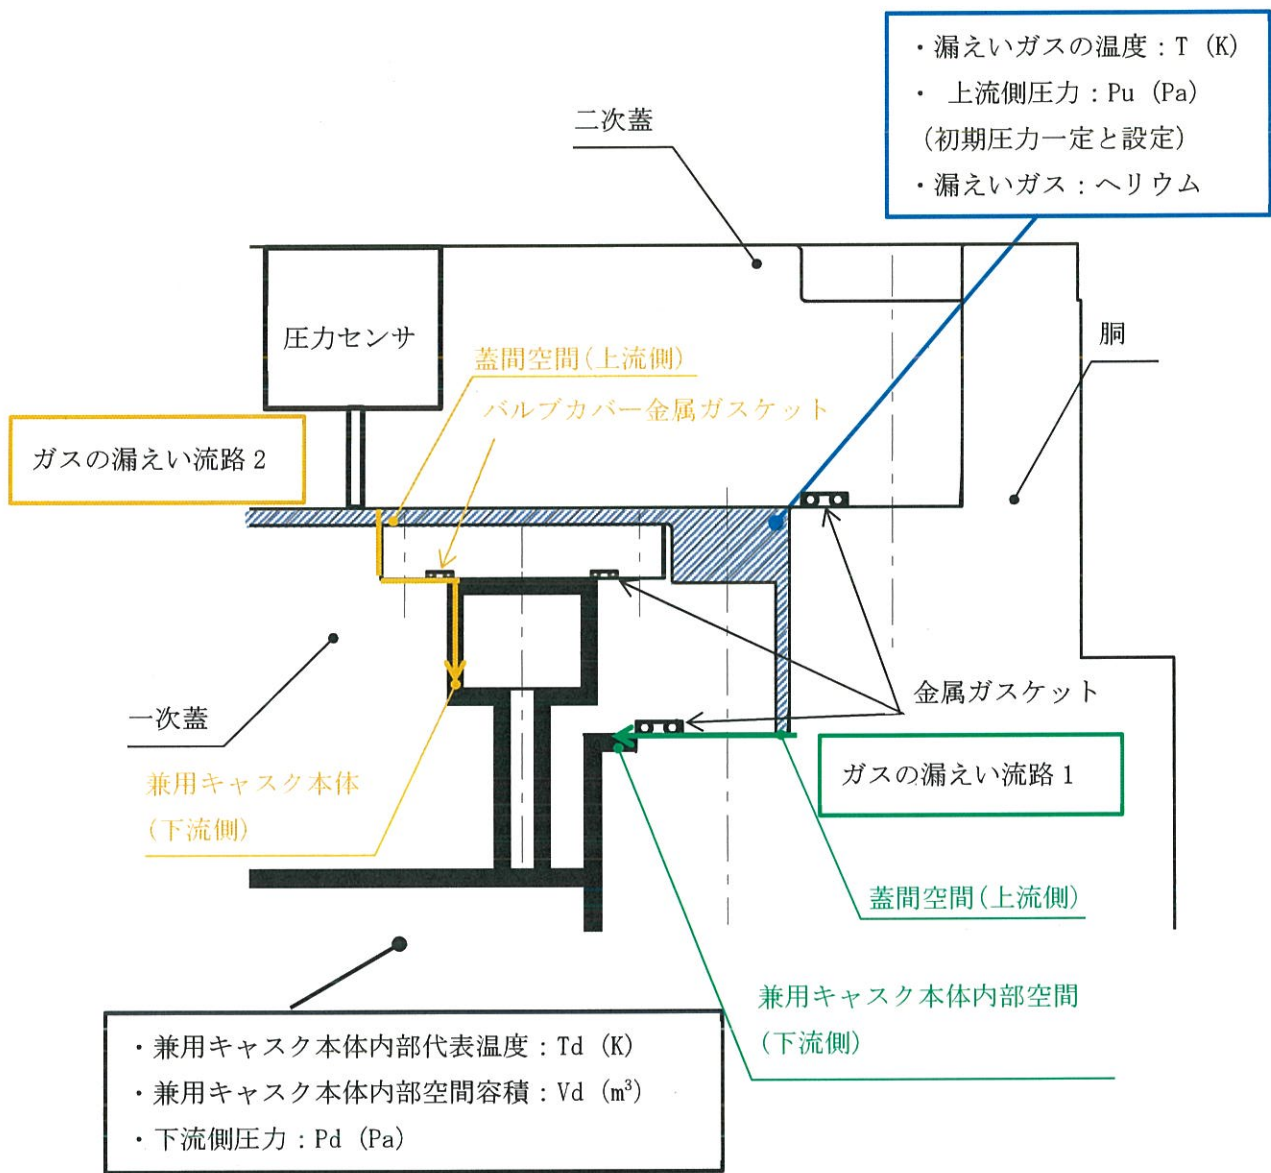 ・漏えいガスの温度：T (K)
・ 上流側圧力：Pu (Pa)
(初期圧力一定と設定)
・漏えいガス：ヘリウム
二次蓋
圧力センサ
蓋間空間(上流側)
胴
バルブカバー金属ガスケット
ガスの漏えい流路 2
金属ガスケット
一次蓋
ガスの漏えい流路 1
兼用キャスク本体
(下流側)
蓋間空間(上流側)
兼用キャスク本体内部空間
(下流側)
・兼用キャスク本体内部代表温度：Td (K)
・兼用キャスク本体内部空間容積：Vd (m³)
・下流側圧力：Pd (Pa)